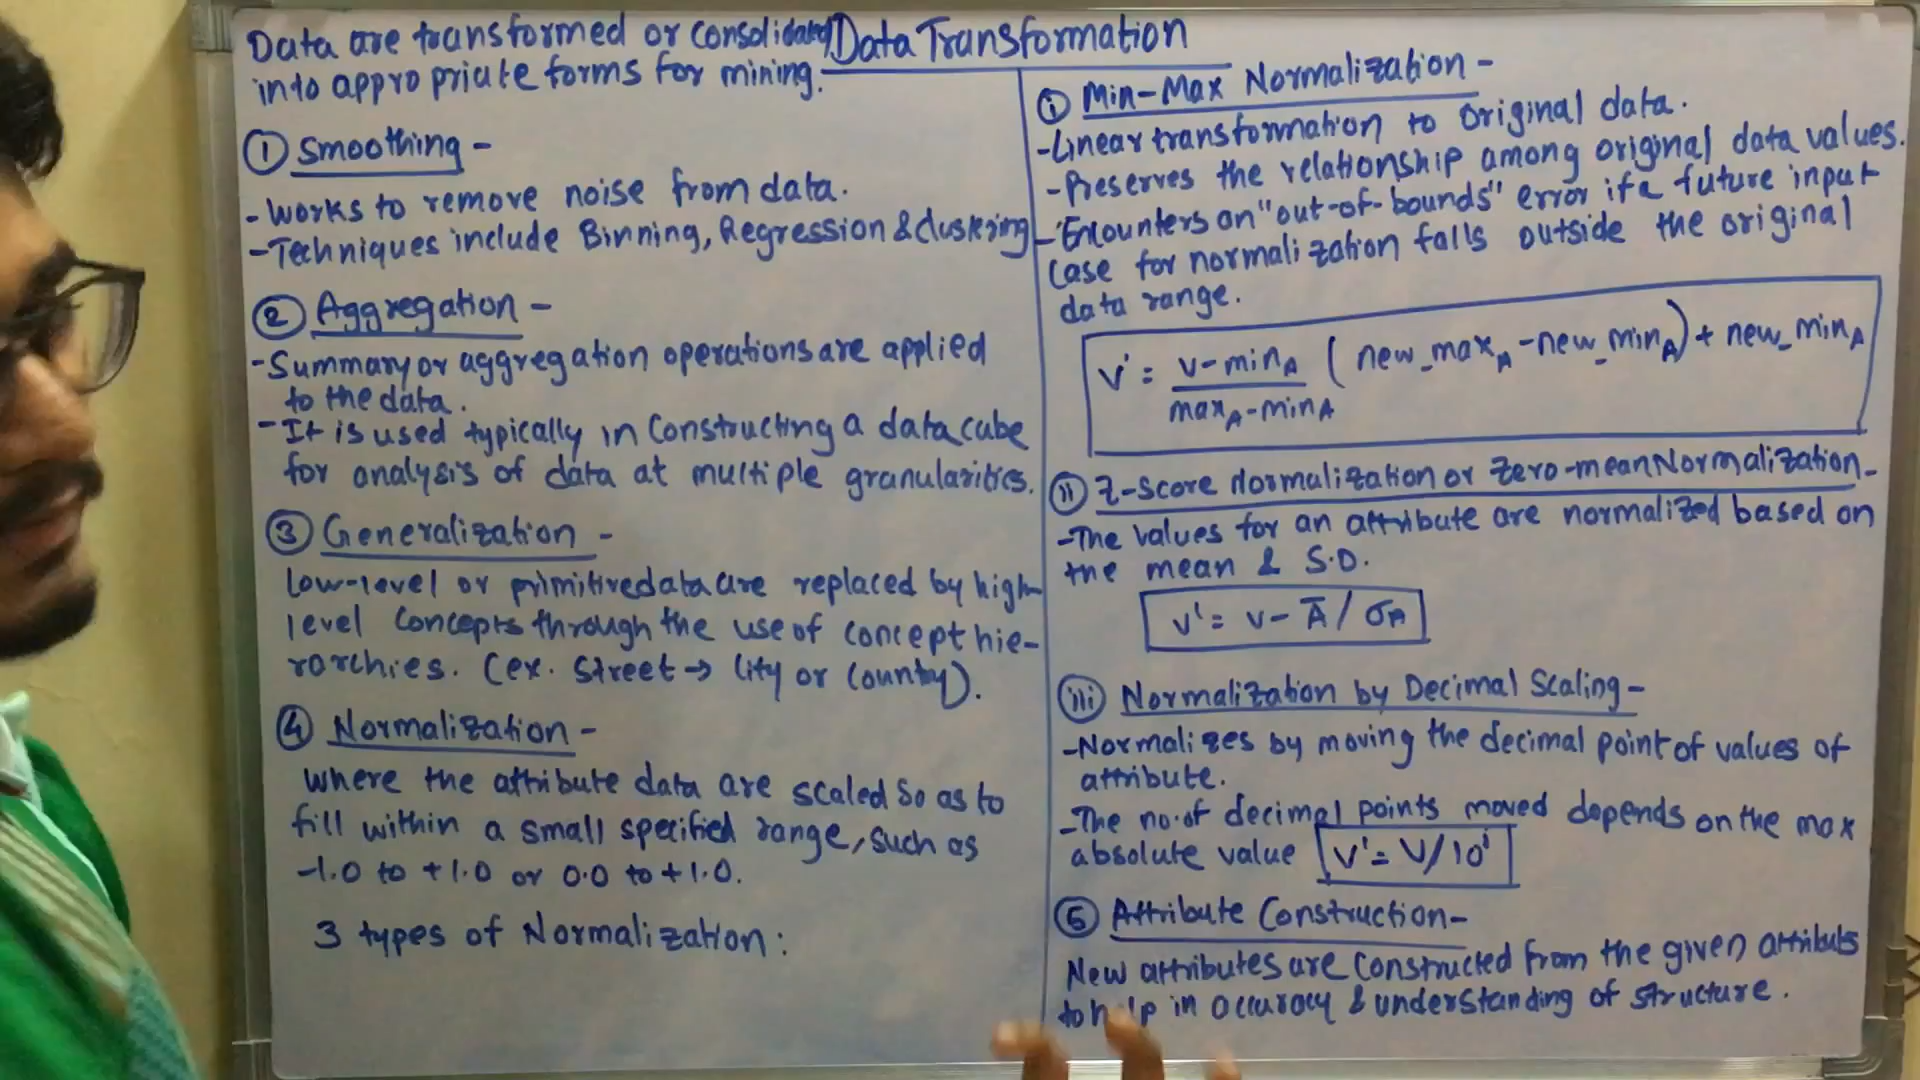 Data Transformation
Data are transformed or consolidated
into appropriate forms for mining.
① Smoothing -
- Works to remove noise from data.
- Techniques include Binning, Regression & clustering
② Aggregation -
- Summary or aggregation operations are applied
to the data.
- It is used typically in constructing a data cube
for analysis of data at multiple granularities.
③ Generalization -
Low-level or primitive data are replaced by high-
level concepts through the use of concept hie-
rarchies. (ex. Street → City or Country).
④ Normalization -
Where the attribute data are scaled so as to
fill within a small specified range, such as
-1.0 to +1.0 or 0.0 to +1.0.
3 types of Normalization:
ⓘ Min-Max Normalization -
- Linear transformation to original data.
- Preserves the relationship among original data values.
- Encounters an "out-of-bounds" error if a future input
case for normalization falls outside the original
data range.
v' = v-min_A / max_A-min_A (new_max_A - new_min_A) + new_min_A
(ii) Z-Score Normalization or Zero-mean Normalization -
- The values for an attribute are normalized based on
the mean & S.D.
v' = v - Ā / σ_A
(iii) Normalization by Decimal Scaling -
- Normalizes by moving the decimal point of values of
attribute.
- The no. of decimal points moved depends on the max
absolute value v' = v/10^j
⑤ Attribute Construction -
New attributes are constructed from the given attributs
to help in accuracy & understanding of structure.